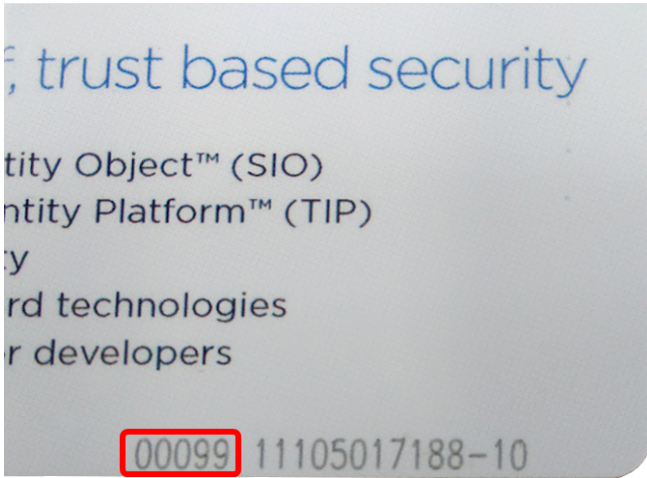 , trust based security
tity Object™ (SIO)
ntity Platform™ (TIP)
ty
rd technologies
r developers
00099 11105017188-10